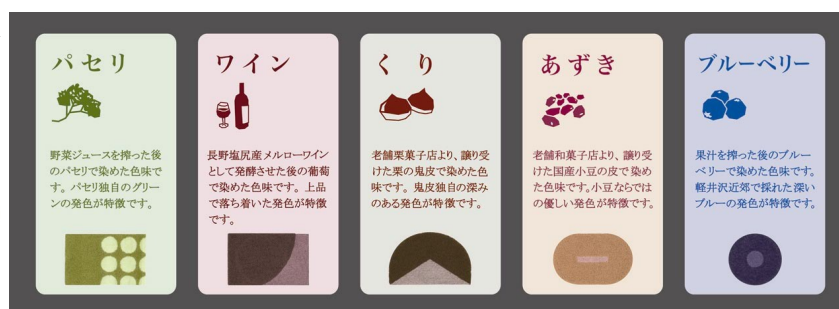 パセリ
野菜ジュースを搾った後
のパセリで染めた色味で
す。パセリ独自のグリー
ンの発色が特徴です。
ワイン
長野塩尻産メルローワイン
として発酵させた後の葡萄
で染めた色味です。上品
で落ち着いた発色が特徴
です。
くり
老舗栗菓子店より、譲り受
けた栗の鬼皮で染めた色
味です。鬼皮独自の深み
のある発色が特徴です。
あずき
老舗和菓子店より、譲り受
けた国産小豆の皮で染め
た色味です。小豆ならでは
の優しい発色が特徴です。
ブルーベリー
果汁を搾った後のブルー
ベリーで染めた色味です。
軽井沢近郊で採れた深い
ブルーの発色が特徴です。